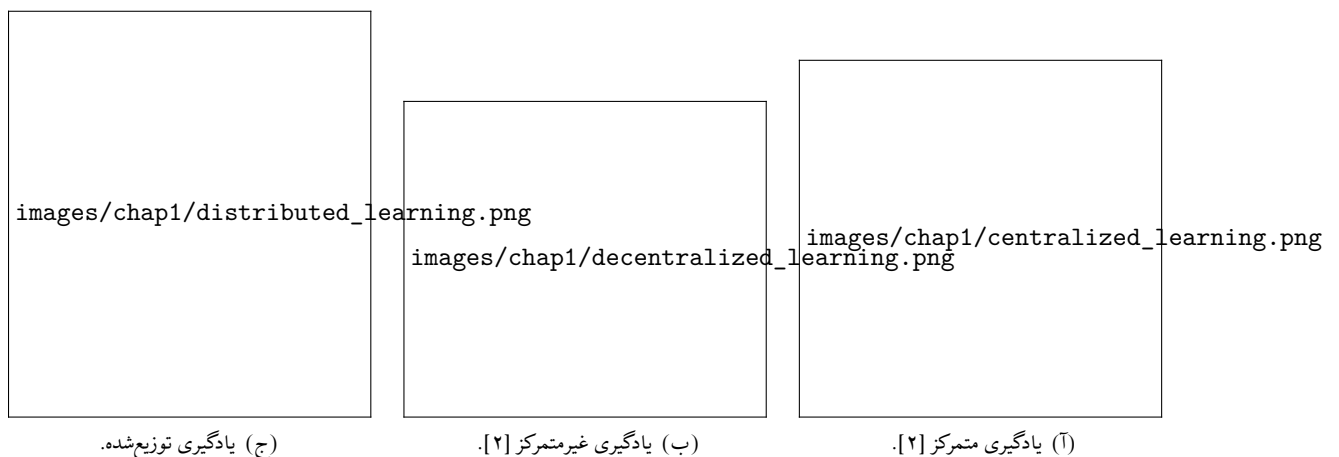 images/chap1/distributed_learning.png
images/chap1/decentralized_learning.png
images/chap1/centralized_learning.png
(آ) یادگیری متمرکز [۲].
(ب) یادگیری غیرمتمرکز [۲].
(ج) یادگیری توزیع‌شده.